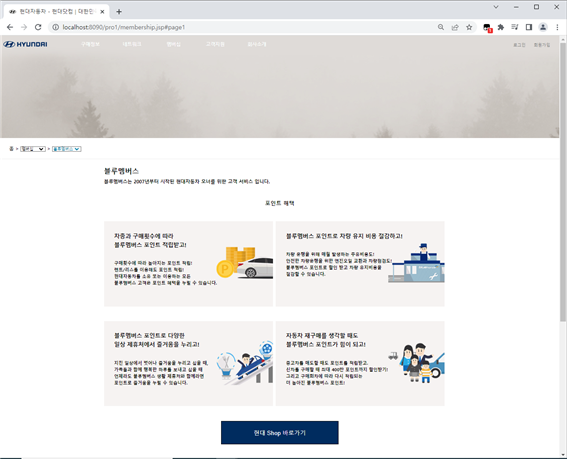 현대자동차 - 현대닷컴 | 대한민
localhost:8090/pro1/membership.jsp#page1
HYUNDAI
구매정보 내차보고 멤버십 고객지원 회사소개
로그인 회원가입
홈 > 멤버십 > 블루멤버스
블루멤버스
블루멤버스는 2007년부터 시작된 현대자동차 오너를 위한 고객 서비스 입니다.
포인트 혜택
차종과 구매횟수에 따라
블루멤버스 포인트 적립받고!
구매횟수에 따라 높아지는 포인트 적립!
렌트/리스를 이용해도 포인트 적립!
현대자동차를 소유 또는 이용하는 모든
블루멤버스 고객라 포인트 혜택을 누릴 수 있습니다.
블루멤버스 포인트로 차량 유지 비용 절감하고!
차량 운행을 위해 매월 발생하는 주유비용도!
안전한 차량운행을 위한 엔진오일 교환과 차량점검도!
블루멤버스 포인트로 할인 받고 차량 유지비용을
절감할 수 있습니다.
블루멤버스 포인트로 다양한
일상 제휴처에서 즐거움을 누리고!
지친 일상에서 벗어나 즐거움을 누리고 싶을 때,
가족들과 함께 행복한 하루를 보내고 싶을 때
언제라도 블루멤버스 생활 제휴처와 함께라면
포인트로 즐거움을 누릴 수 있습니다.
자동차 재구매를 생각할 때도
블루멤버스 포인트가 힘이 되고!
중고차를 매도할 때도 포인트를 적립받고,
신차를 구매할 때 최대 400만 포인트까지 할인받기!
그리고 구매회차에 따라 다시 적립되는
더 높아진 블루멤버스 포인트!
현대 Shop 바로가기